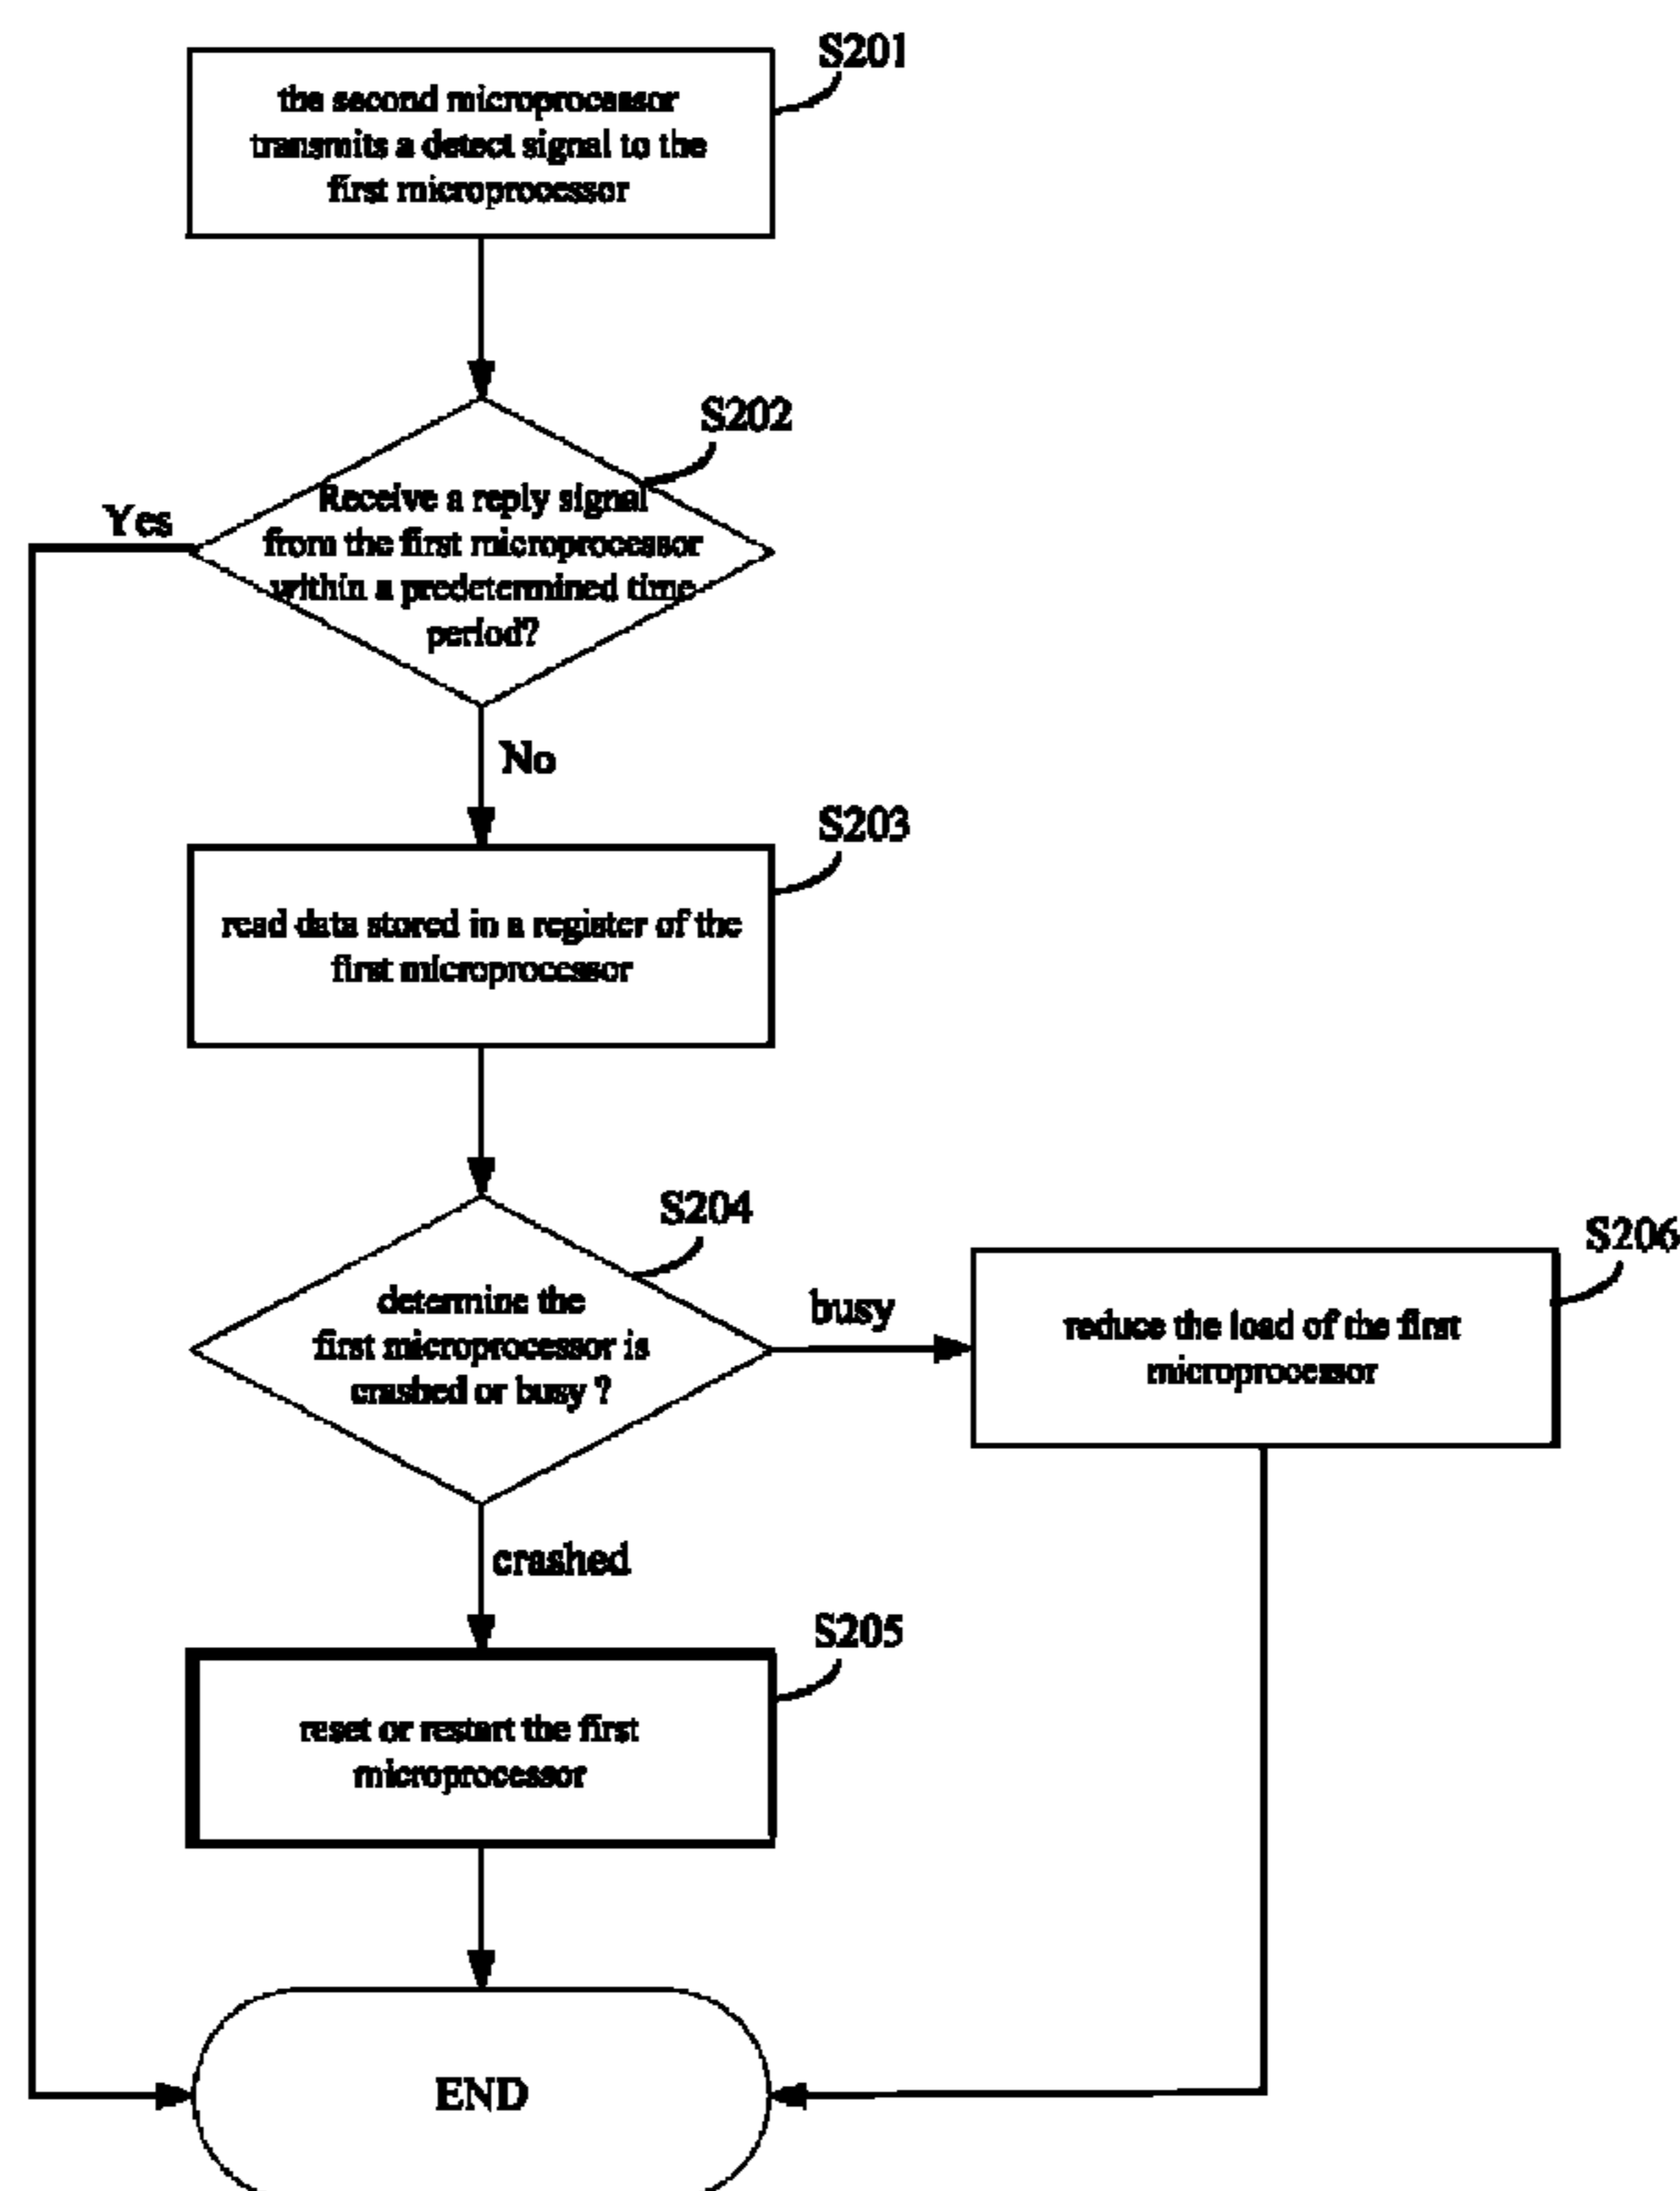 S201
the second microprocessor
transmits a detect signal to the
first microprocessor
S202
Receive a reply signal
from the first microprocessor
within a predetermined time
period?
Yes
No
S203
read data stored in a register of the
first microprocessor
S204
determine the
first microprocessor is
crashed or busy ?
busy
S206
reduce the load of the first
microprocessor
crashed
S205
reset or restart the first
microprocessor
END